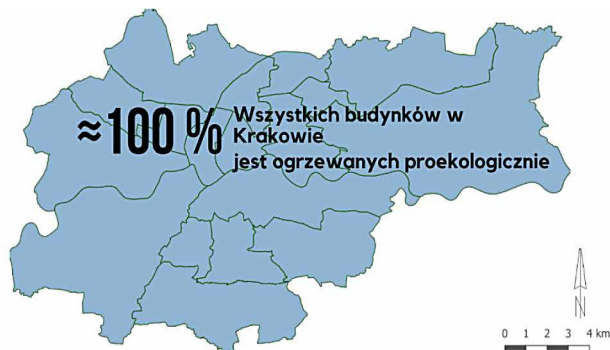 ≈100 %
Wszystkich budynków w
Krakowie
jest ogrzewanych proekologicznie
N
0 1 2 3 4 km